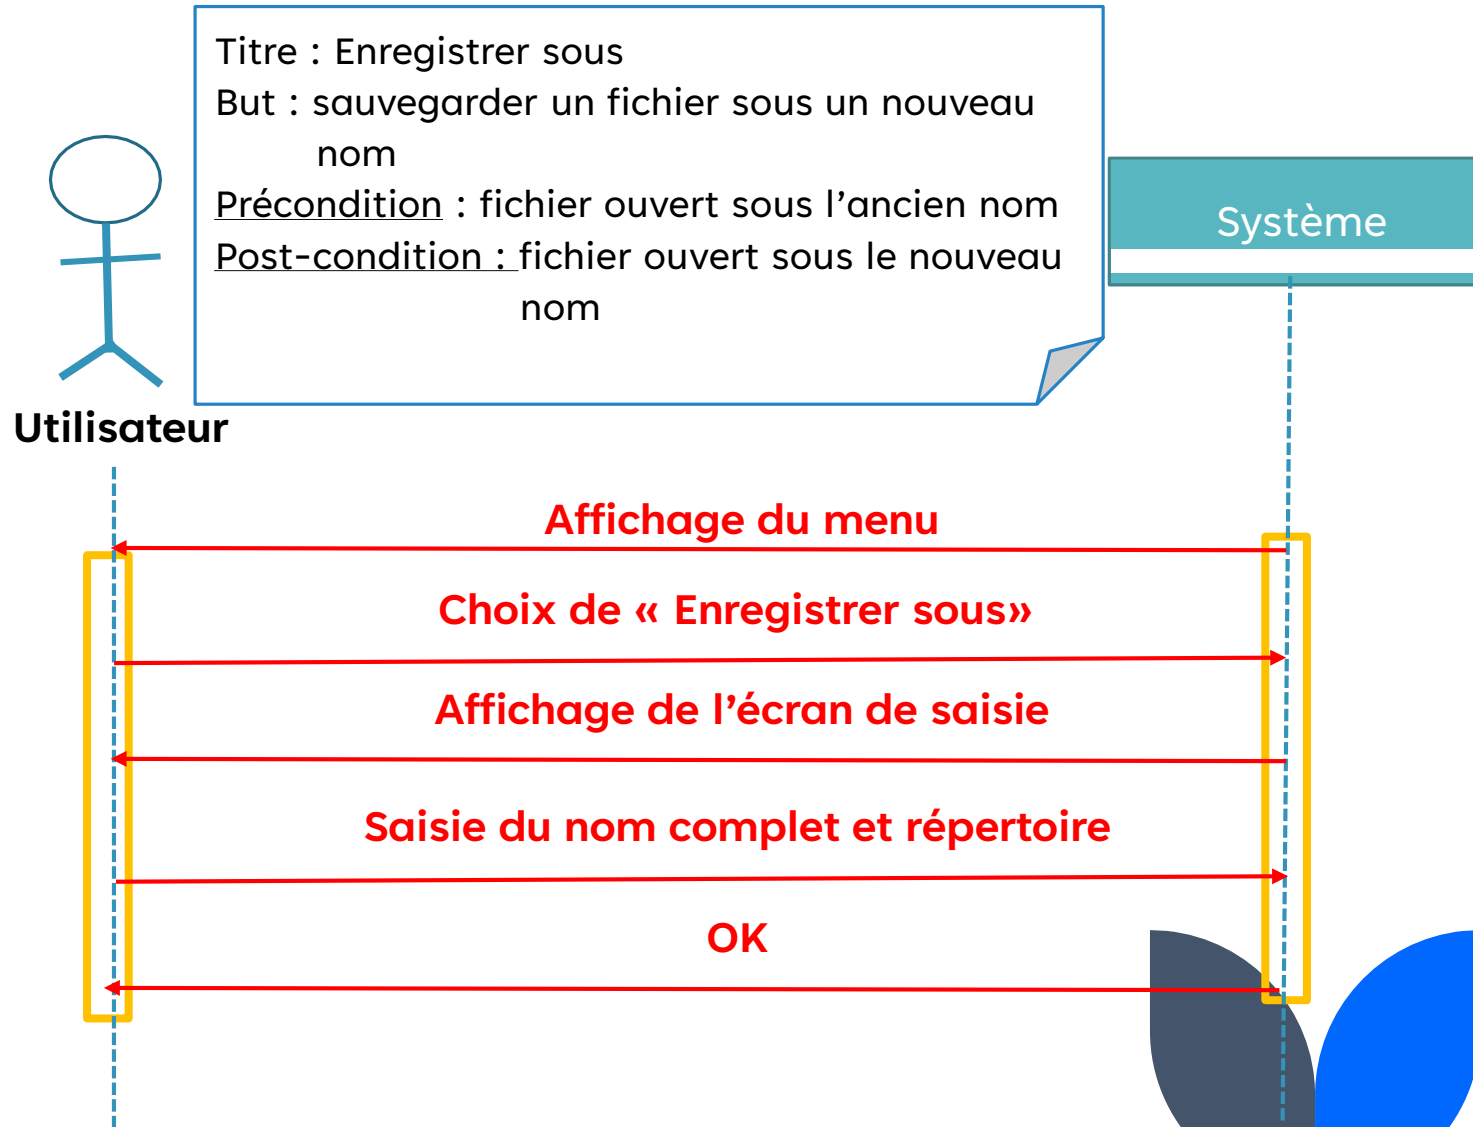 Titre : Enregistrer sous
But : sauvegarder un fichier sous un nouveau
nom
Précondition : fichier ouvert sous l’ancien nom
Post-condition : fichier ouvert sous le nouveau
nom
Système
Utilisateur
Affichage du menu
Choix de « Enregistrer sous»
Affichage de l’écran de saisie
Saisie du nom complet et répertoire
OK